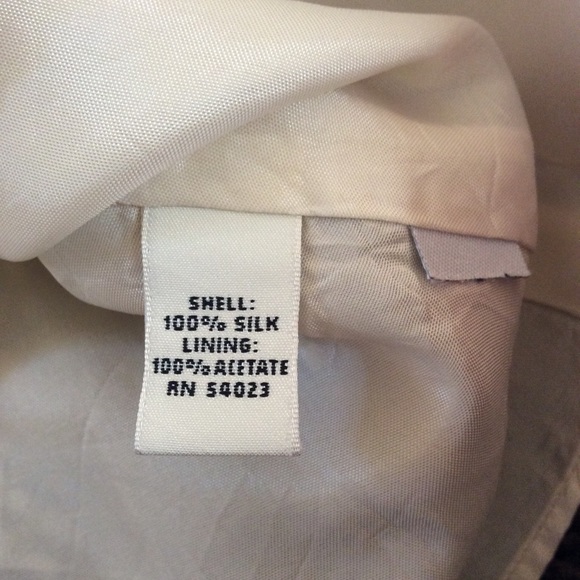 SHELL:
100% SILK
LINING:
100% ACETATE
RN 54023